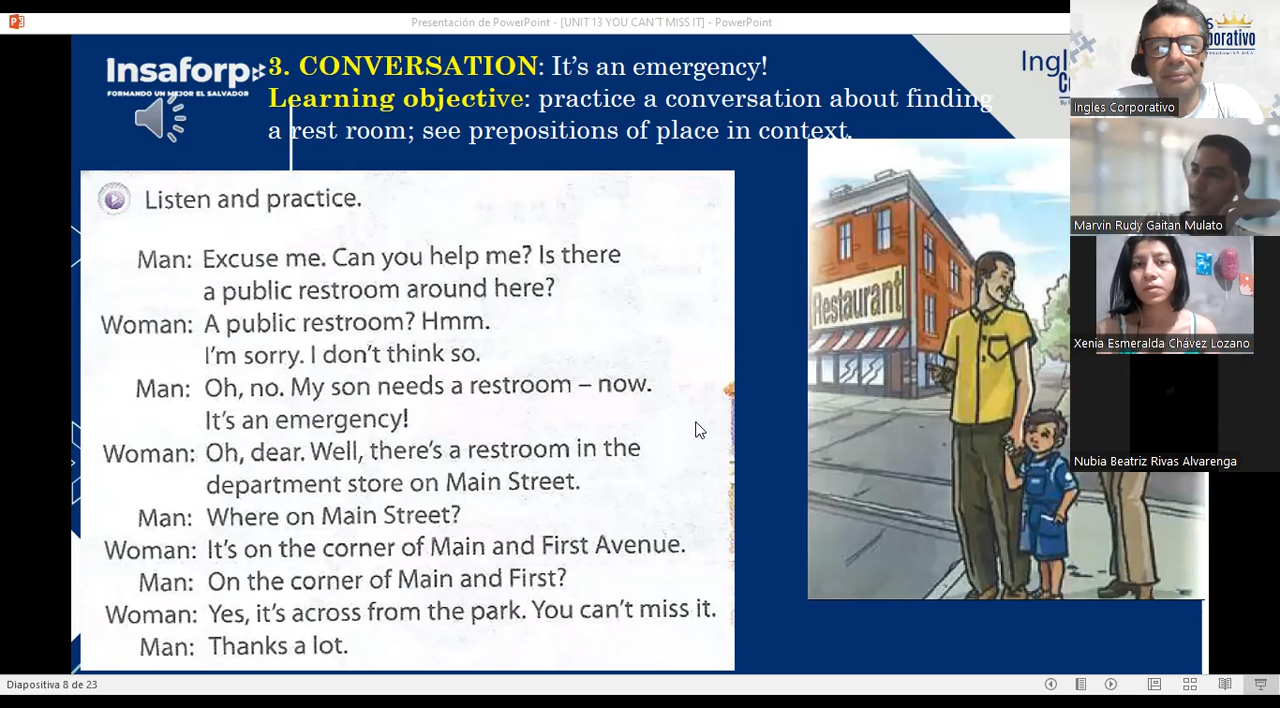 Presentación de PowerPoint - [UNIT 13 YOU CAN'T MISS IT] - PowerPoint
Insaforp
FORMANDO UN MEJOR EL SALVADOR
3. CONVERSATION: It's an emergency!
Learning objective: practice a conversation about finding
a rest room; see prepositions of place in context.
Listen and practice.
Man: Excuse me. Can you help me? Is there
a public restroom around here?
Woman: A public restroom? Hmm.
I'm sorry. I don't think so.
Man: Oh, no. My son needs a restroom – now.
It's an emergency!
Woman: Oh, dear. Well, there's a restroom in the
department store on Main Street.
Man: Where on Main Street?
Woman: It's on the corner of Main and First Avenue.
Man: On the corner of Main and First?
Woman: Yes, it's across from the park. You can't miss it.
Man: Thanks a lot.
Restaurant
Ingles Corporativo
Marvin Rudy Gaitan Mulato
Xenia Esmeralda Chávez Lozano
Nubia Beatriz Rivas Alvarenga
Diapositiva 8 de 23